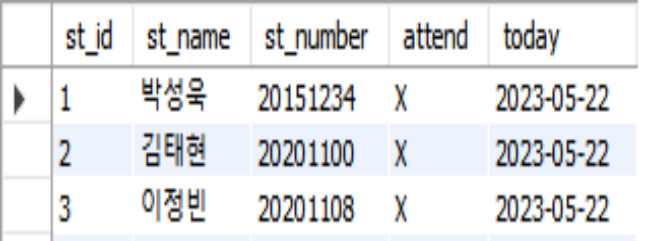 st_id st_name st_number attend today
1 박성욱 20151234 X 2023-05-22
2 김태현 20201100 X 2023-05-22
3 이정빈 20201108 X 2023-05-22